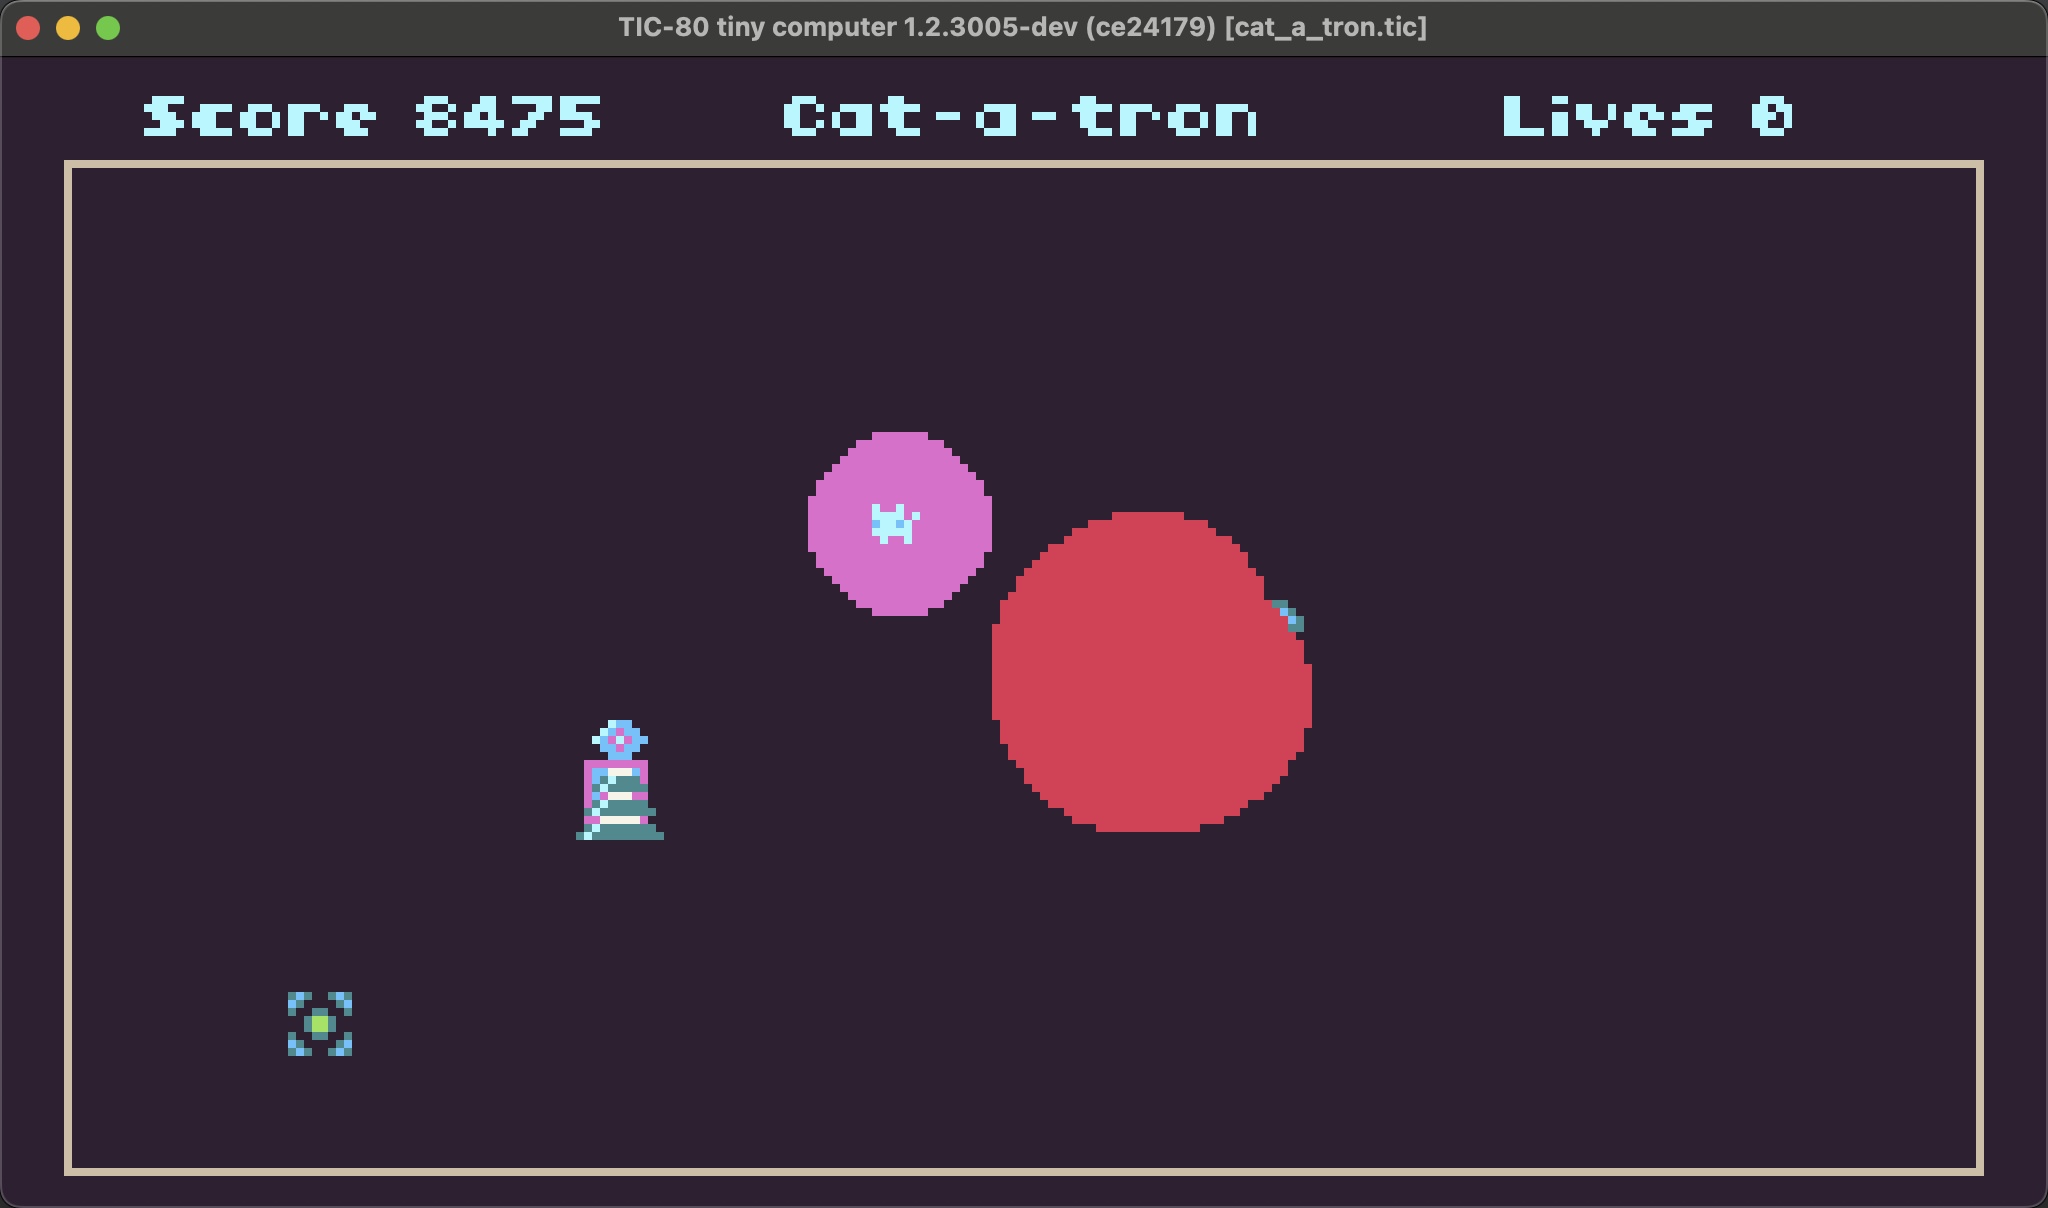 TIC-80 tiny computer 1.2.3005-dev (ce24179) [cat_a_tron.tic]
Score 8475 Cat-a-tron Lives 0